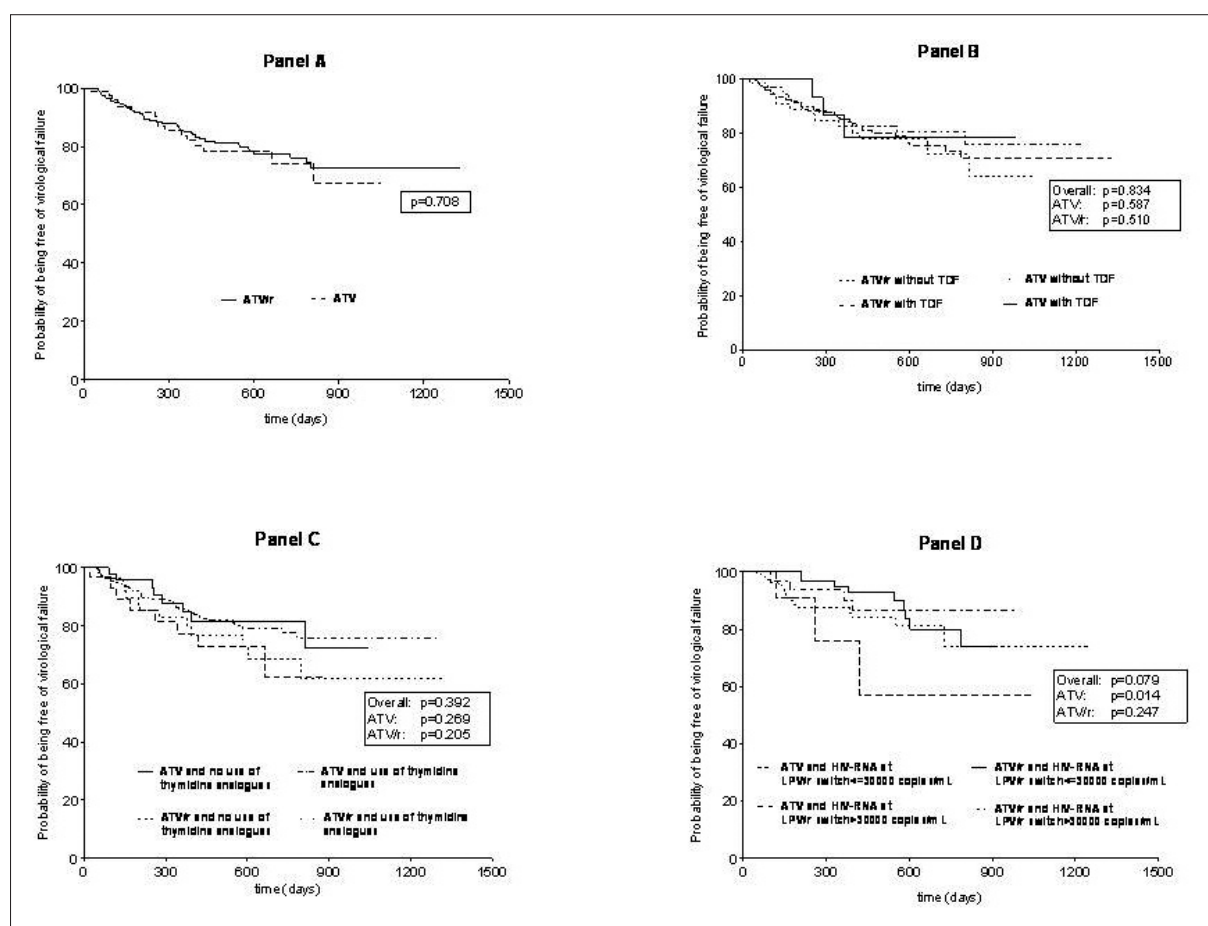 Panel A
Probability of being free of virological failure
100
80
60
40
20
0
0 300 600 900 1200 1500
time (days)
p=0.708
ATV/r ATV
Panel B
Probability of being free of virological failure
100
80
60
40
20
0
0 300 600 900 1200 1500
time (days)
Overall: p=0.834
ATV: p=0.587
ATV/r: p=0.510
ATV/r without TDF ATV without TDF
ATV/r with TDF ATV with TDF
Panel C
Probability of being free of virological failure
100
80
60
40
20
0
0 300 600 900 1200 1500
time (days)
Overall: p=0.392
ATV: p=0.269
ATV/r: p=0.205
ATV and no use of ATV and use of thymidine
thymidine analogues analogues
ATV/r and no use of ATV/r and use of thymidine
thymidine analogues analogues
Panel D
Probability of being free of virological failure
100
80
60
40
20
0
0 300 600 900 1200 1500
time (days)
Overall: p=0.079
ATV: p=0.014
ATV/r: p=0.247
ATV and HIV-RNA at ATV/r and HIV-RNA at
LPV/r switch<=30000 copies/mL LPV/r switch<=30000 copies/mL
ATV and HIV-RNA at ATV/r and HIV-RNA at
LPV/r switch>30000 copies/mL LPV/r switch>30000 copies/mL